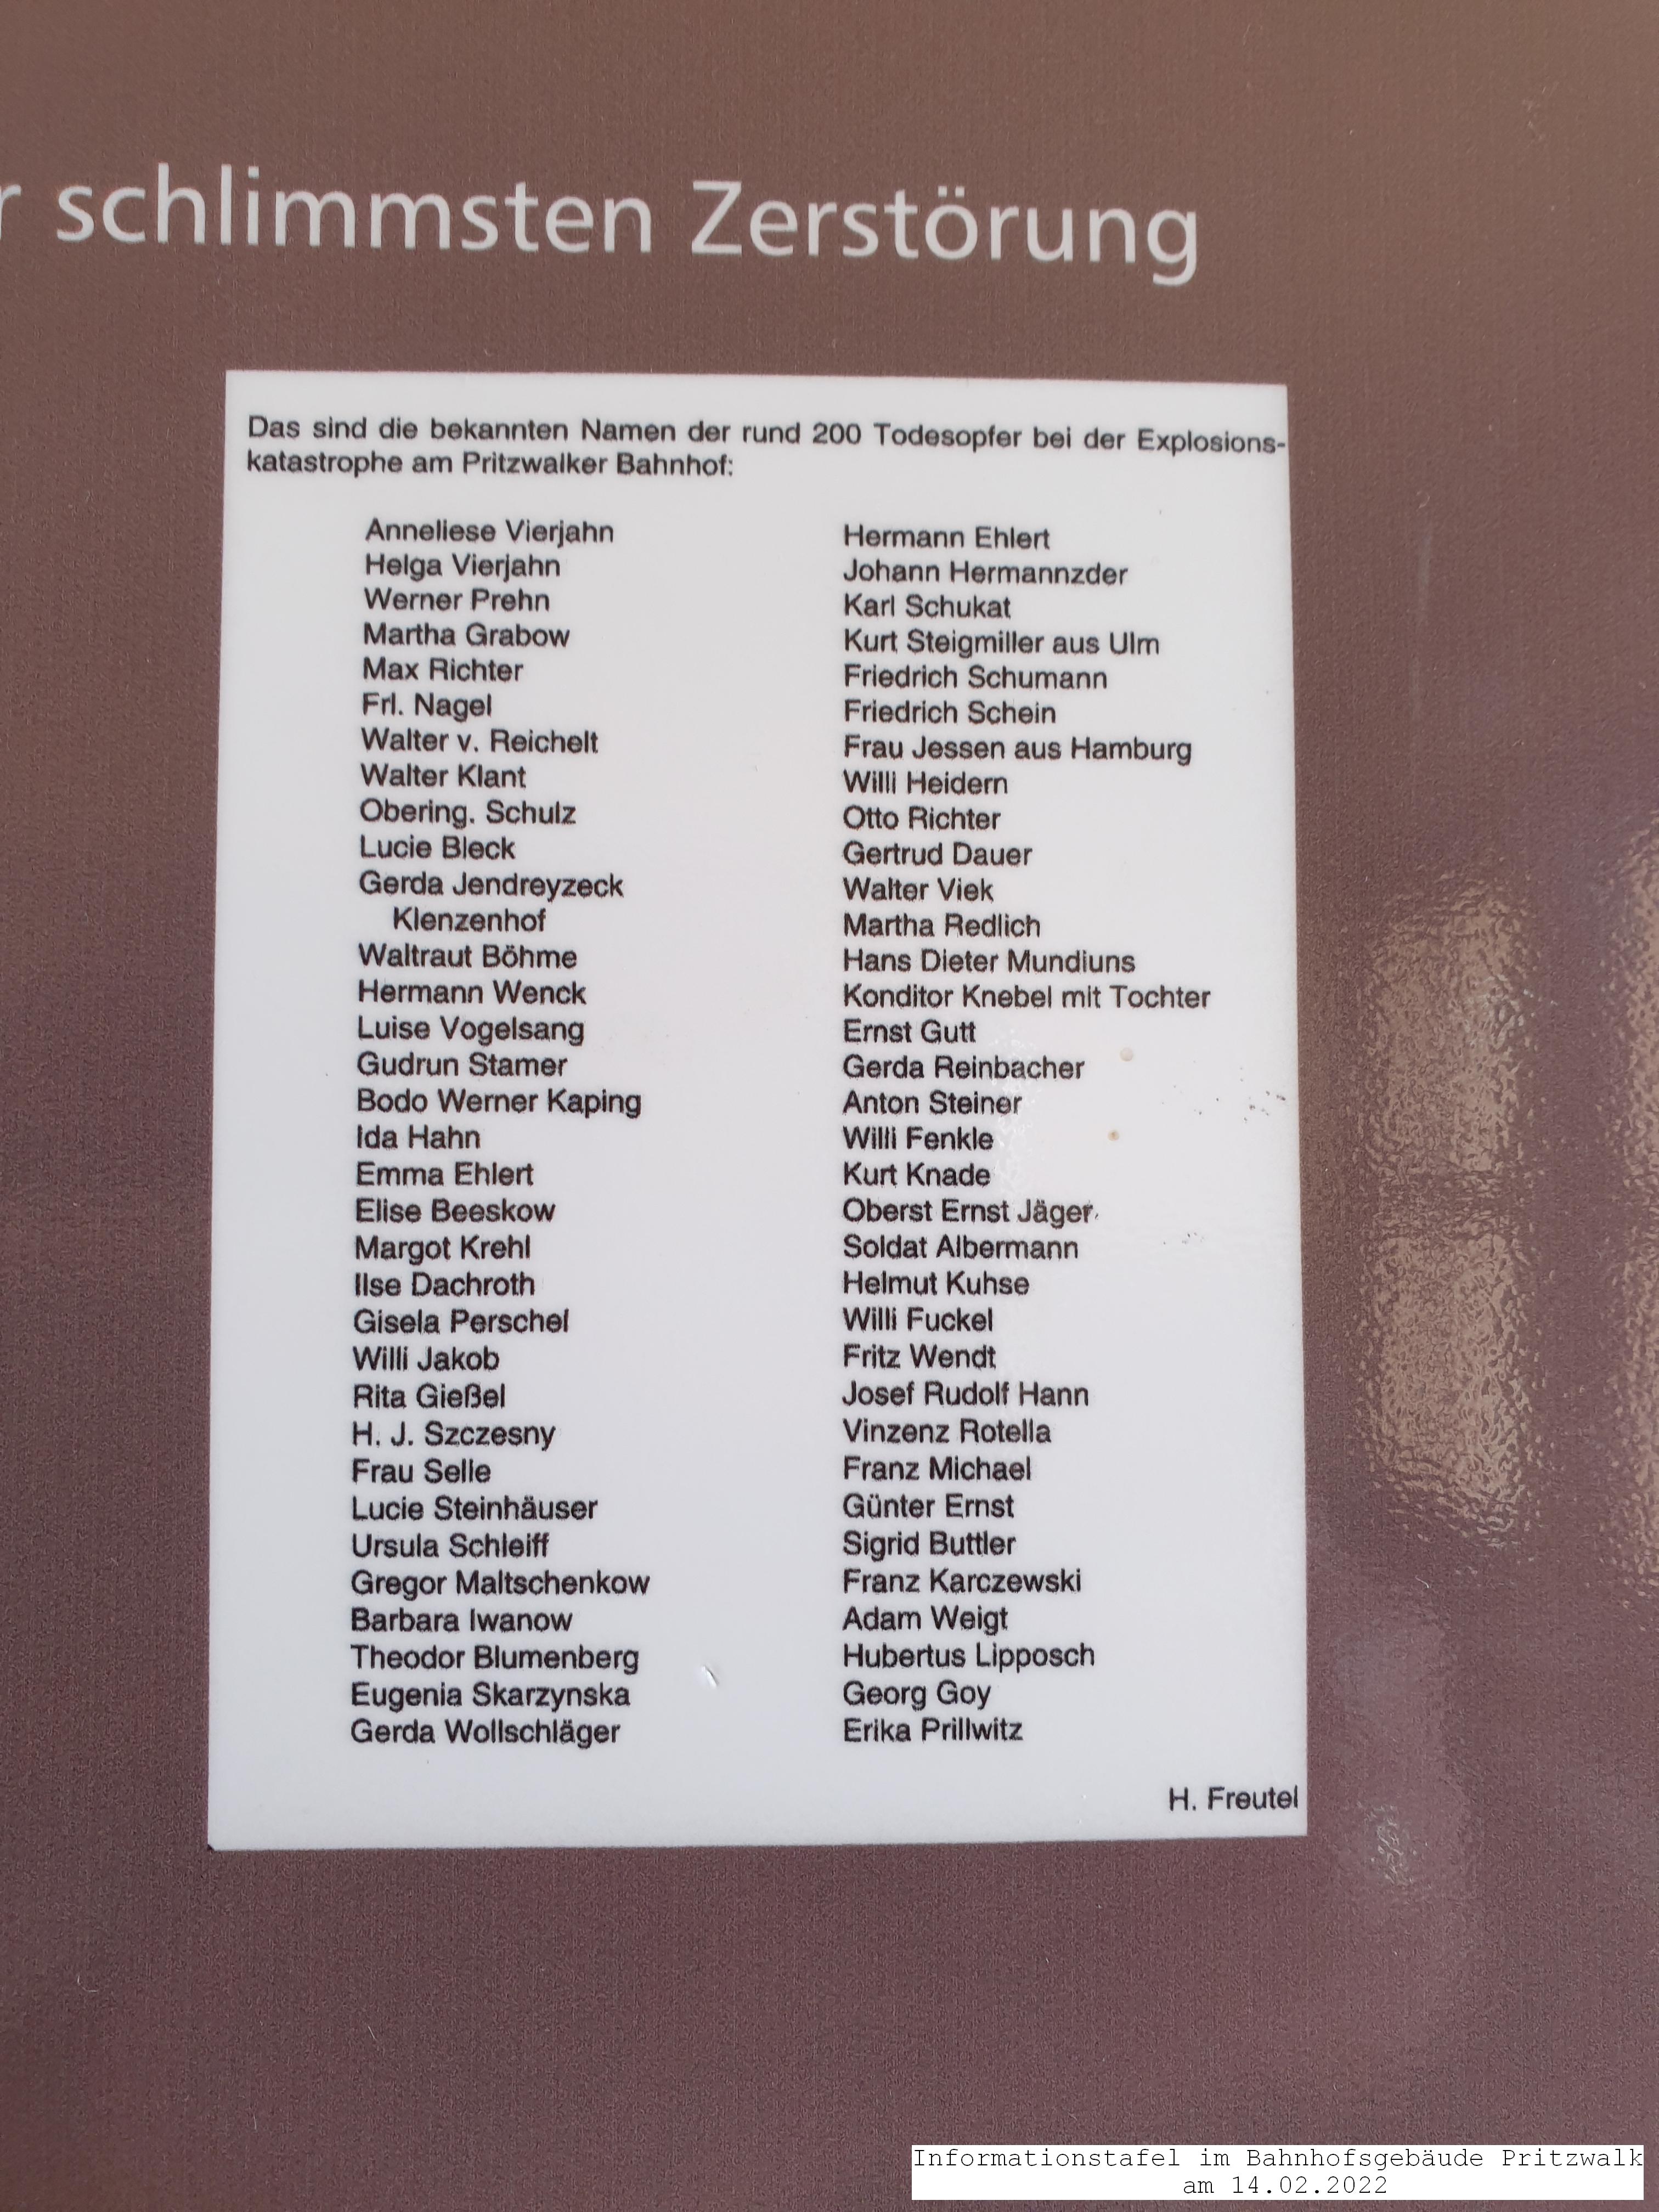 r schlimmsten Zerstörung
Das sind die bekannten Namen der rund 200 Todesopfer bei der Explosions-
katastrophe am Pritzwalker Bahnhof:
Anneliese Vierjahn
Helga Vierjahn
Werner Prehn
Martha Grabow
Max Richter
Frl. Nagel
Walter v. Reichelt
Walter Klant
Obering. Schulz
Lucie Bleck
Gerda Jendreyzeck
Klenzenhof
Waltraut Böhme
Hermann Wenck
Luise Vogelsang
Gudrun Stamer
Bodo Werner Kaping
Ida Hahn
Emma Ehlert
Elise Beeskow
Margot Krehl
Ilse Dachroth
Gisela Perschel
Willi Jakob
Rita Gießel
H. J. Szczesny
Frau Selle
Lucie Steinhäuser
Ursula Schleiff
Gregor Maltschenkow
Barbara Iwanow
Theodor Blumenberg
Eugenia Skarzynska
Gerda Wollschläger
Hermann Ehlert
Johann Hermannzder
Karl Schukat
Kurt Steigmiller aus Ulm
Friedrich Schumann
Friedrich Schein
Frau Jessen aus Hamburg
Willi Heidern
Otto Richter
Gertrud Dauer
Walter Viek
Martha Redlich
Hans Dieter Mundiuns
Konditor Knebel mit Tochter
Ernst Gutt
Gerda Reinbacher
Anton Steiner
Willi Fenkle
Kurt Knade
Oberst Ernst Jäger
Soldat Albermann
Helmut Kuhse
Willi Fuckel
Fritz Wendt
Josef Rudolf Hann
Vinzenz Rotella
Franz Michael
Günter Ernst
Sigrid Buttler
Franz Karczewski
Adam Weigt
Hubertus Lipposch
Georg Goy
Erika Prillwitz
H. Freutel
Informationstafel im Bahnhofsgebäude Pritzwalk
am 14.02.2022